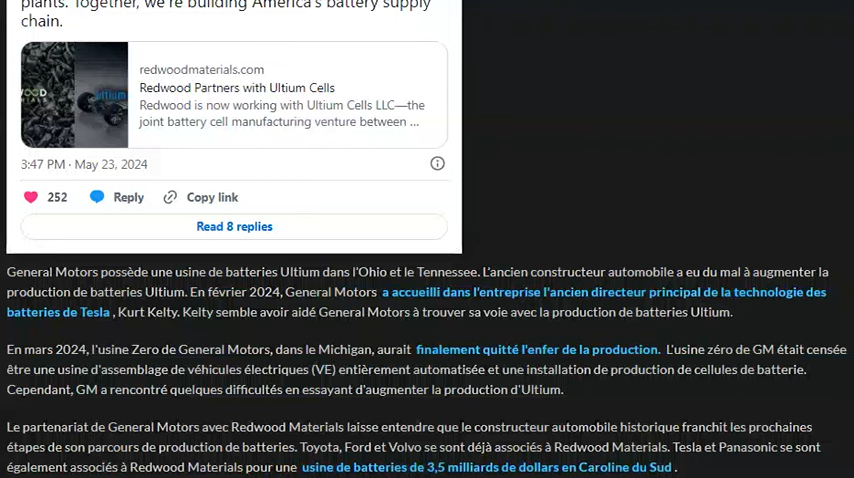 plants. Together, we're building America's battery supply
chain.
redwoodmaterials.com
Redwood Partners with Ultium Cells
Redwood is now working with Ultium Cells LLC—the
joint battery cell manufacturing venture between ...
ultium
3:47 PM · May 23, 2024
252 Reply Copy link
Read 8 replies
General Motors possède une usine de batteries Ultium dans l'Ohio et le Tennessee. L'ancien constructeur automobile a eu du mal à augmenter la
production de batteries Ultium. En février 2024, General Motors a accueilli dans l'entreprise l'ancien directeur principal de la technologie des
batteries de Tesla , Kurt Kelty. Kelty semble avoir aidé General Motors à trouver sa voie avec la production de batteries Ultium.
En mars 2024, l'usine Zero de General Motors, dans le Michigan, aurait finalement quitté l'enfer de la production. L'usine zéro de GM était censée
être une usine d'assemblage de véhicules électriques (VE) entièrement automatisée et une installation de production de cellules de batterie.
Cependant, GM a rencontré quelques difficultés en essayant d'augmenter la production d'Ultium.
Le partenariat de General Motors avec Redwood Materials laisse entendre que le constructeur automobile historique franchit les prochaines
étapes de son parcours de production de batteries. Toyota, Ford et Volvo se sont déjà associés à Redwood Materials. Tesla et Panasonic se sont
également associés à Redwood Materials pour une usine de batteries de 3,5 milliards de dollars en Caroline du Sud .